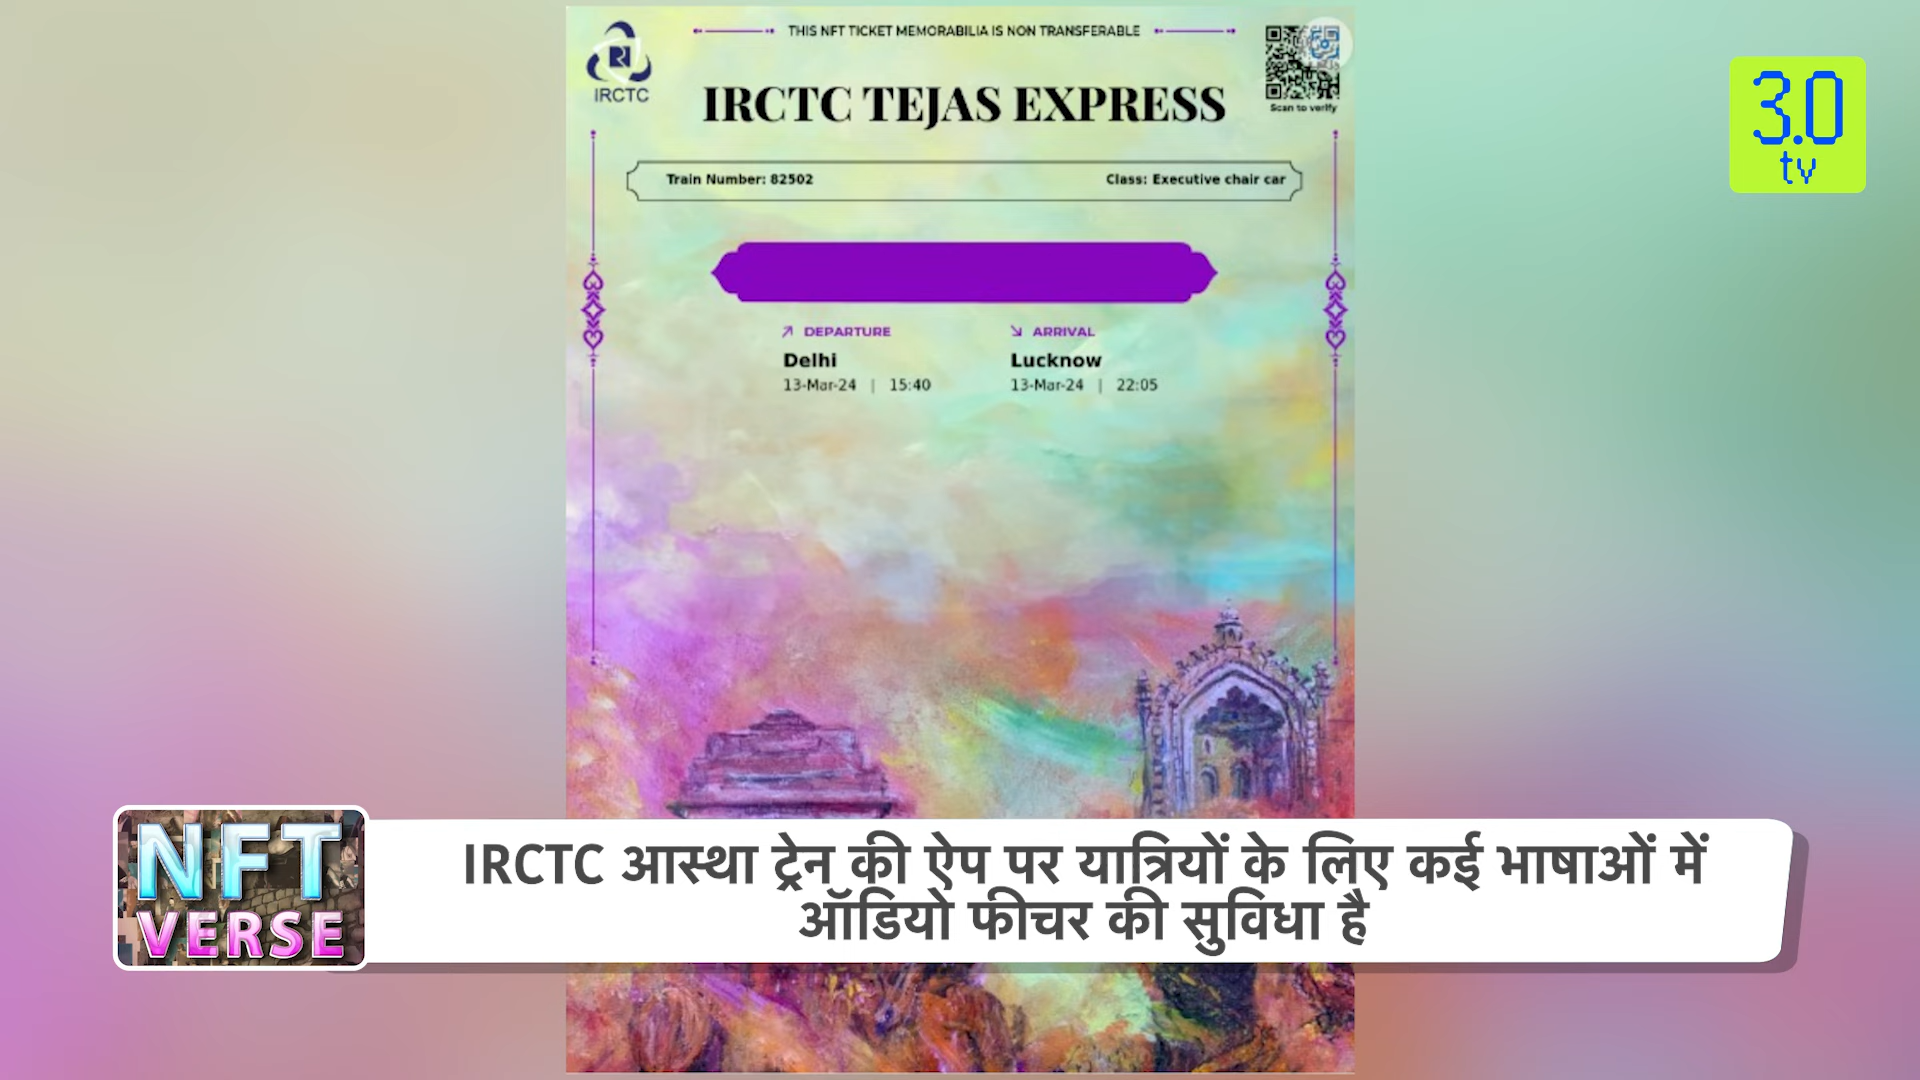 THIS NFT TICKET MEMORABILIA IS NON TRANSFERABLE
IRCTC
IRCTC TEJAS EXPRESS
Scan to verify
3.0
tv
Train Number: 82502
Class: Executive chair car
DEPARTURE
ARRIVAL
Delhi
Lucknow
13-Mar-24 | 15:40
13-Mar-24 | 22:05
NFT
VERSE
IRCTC आस्था ट्रेन की ऐप पर यात्रियों के लिए कई भाषाओं में
ऑडियो फीचर की सुविधा है